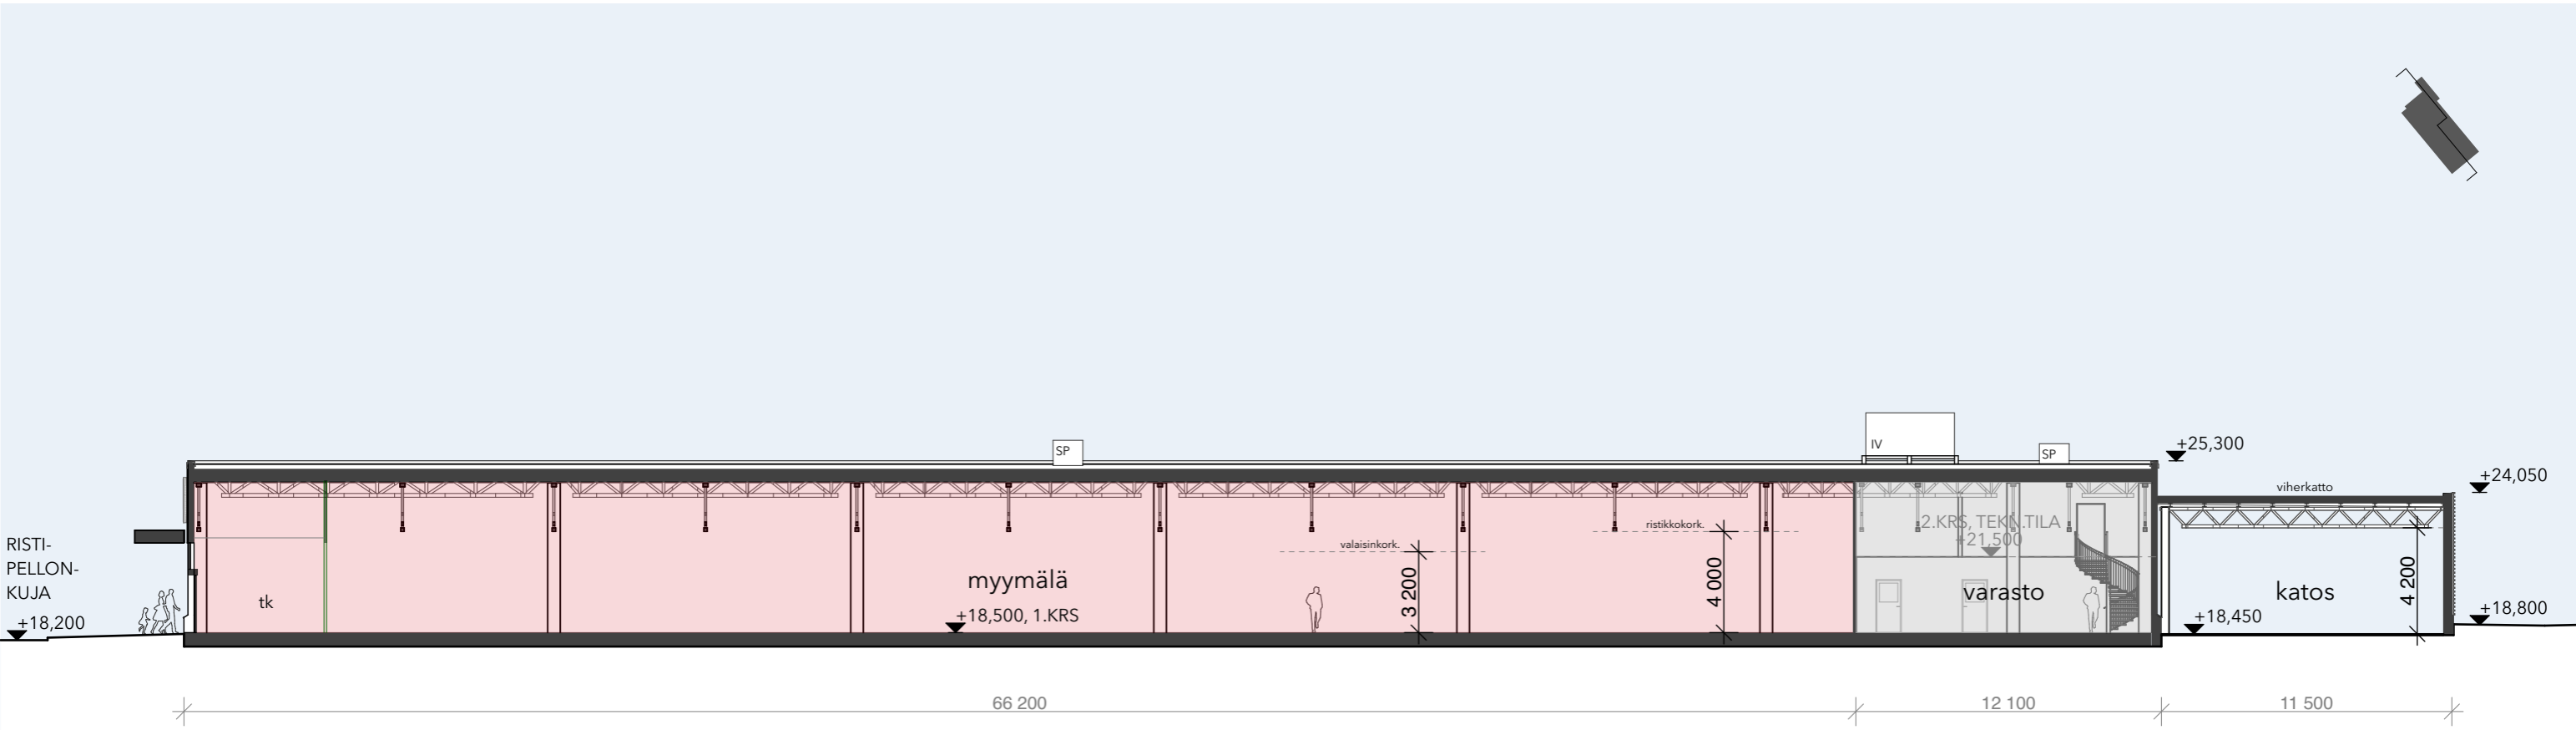 SP
IV
SP
+25,300
+24,050
viherkatto
2.KRS, TEKN.TILA
+21,500
ristikkokork.
valaisinkork.
RISTI-
PELLON-
KUJA
+18,200
tk
myymälä
+18,500, 1.KRS
3 200
4 000
varasto
katos
4 200
+18,450
+18,800
66 200
12 100
11 500